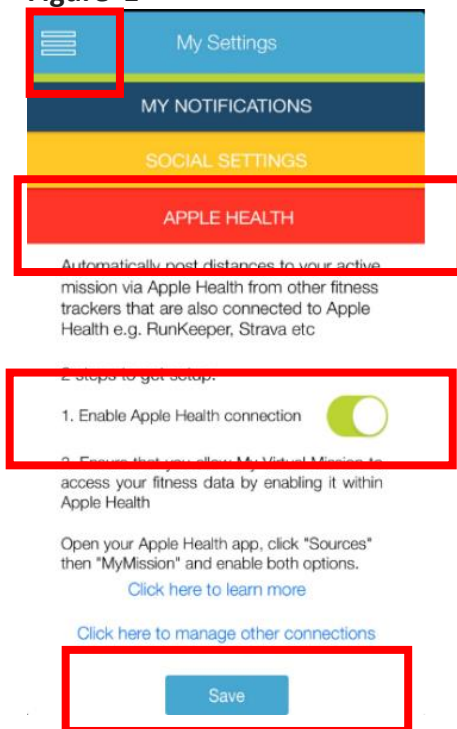 My Settings
MY NOTIFICATIONS
SOCIAL SETTINGS
APPLE HEALTH
Automatically post distances to your active
mission via Apple Health from other fitness
trackers that are also connected to Apple
Health e.g. RunKeeper, Strava etc
2 steps to get setup:
1. Enable Apple Health connection
2. Ensure that you allow My Virtual Mission to
access your fitness data by enabling it within
Apple Health
Open your Apple Health app, click "Sources"
then "MyMission" and enable both options.
Click here to learn more
Click here to manage other connections
Save